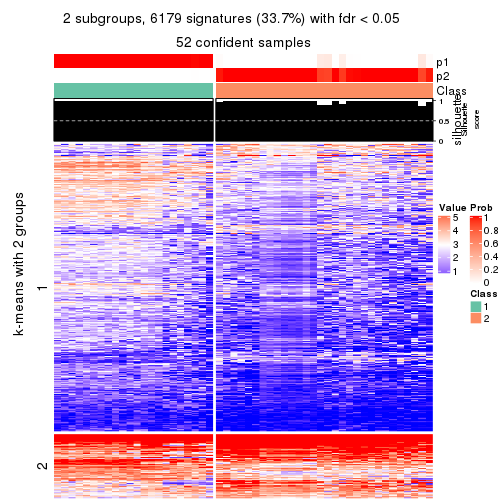 2 subgroups, 6179 signatures (33.7%) with fdr < 0.05
52 confident samples
p1
p2
Class
1
0.5
0
silhouette
Silhouette
score
k-means with 2 groups
1
2
Value
5
4
3
2
1
Prob
1
0.8
0.6
0.4
0.2
0
Class
1
2